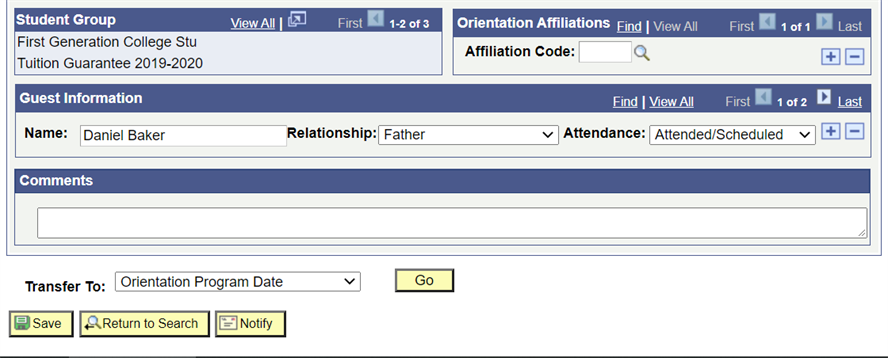 Student Group View All | First 1-2 of 3
First Generation College Stu
Tuition Guarantee 2019-2020
Orientation Affiliations Find | View All First 1 of 1 Last
Affiliation Code:
Guest Information Find | View All First 1 of 2 Last
Name: Daniel Baker Relationship: Father Attendance: Attended/Scheduled
Comments
Transfer To: Orientation Program Date Go
Save Return to Search Notify